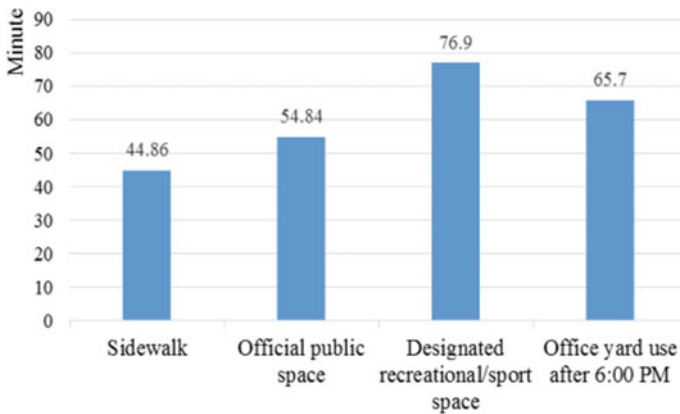 Minute
90
80
70
60
50
40
30
20
10
0
44.86
54.84
76.9
65.7
Sidewalk
Official public
space
Designated
recreational/sport
space
Office yard use
after 6:00 PM